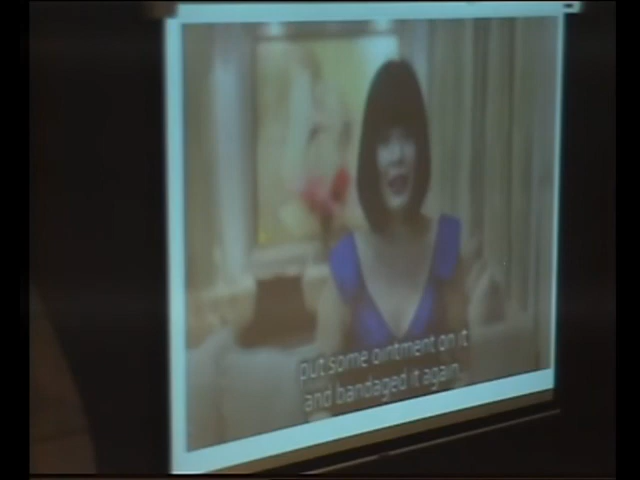 put some ointment on it
and bandaged it again